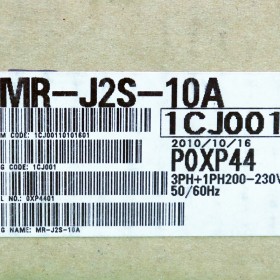 MR-J2S-10A
M CODE: 1CJ00110101601
1CJ001
2010/10/16
P0XP44
G CODE: 1CJ001
3PH+1PH200-230V
50/60Hz
L NO.: 0XP4401
G NAME: MR-J2S-10A